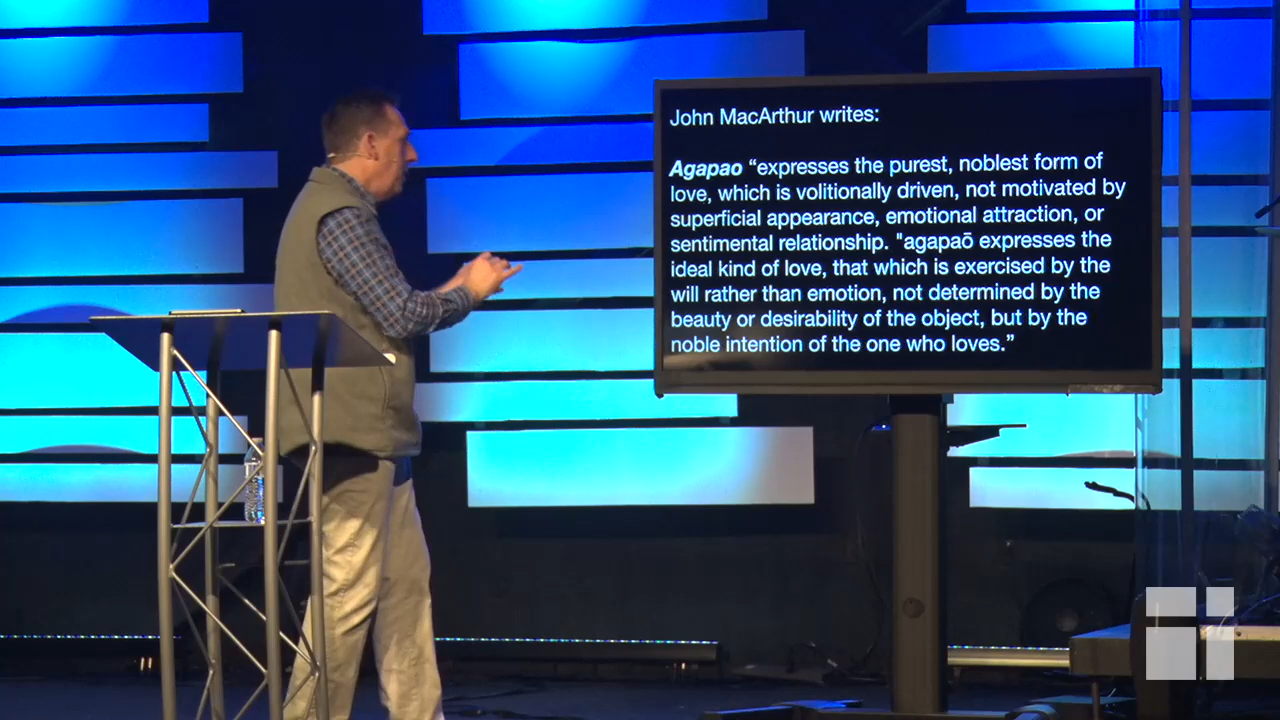 John MacArthur writes:
Agapao “expresses the purest, noblest form of
love, which is volitionally driven, not motivated by
superficial appearance, emotional attraction, or
sentimental relationship. "agapaō expresses the
ideal kind of love, that which is exercised by the
will rather than emotion, not determined by the
beauty or desirability of the object, but by the
noble intention of the one who loves.”